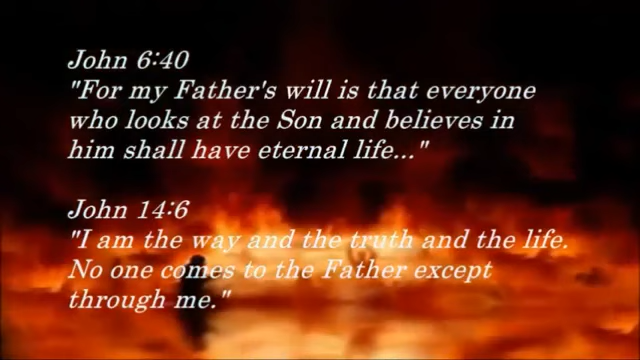 John 6:40
"For my Father's will is that everyone
who looks at the Son and believes in
him shall have eternal life..."
John 14:6
"I am the way and the truth and the life.
No one comes to the Father except
through me."